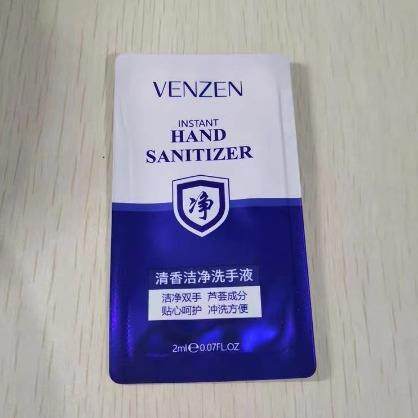 VENZEN
INSTANT
HAND
SANITIZER
净
清香洁净洗手液
洁净双手 芦荟成分
贴心呵护 冲洗方便
2ml℮0.07FL.OZ